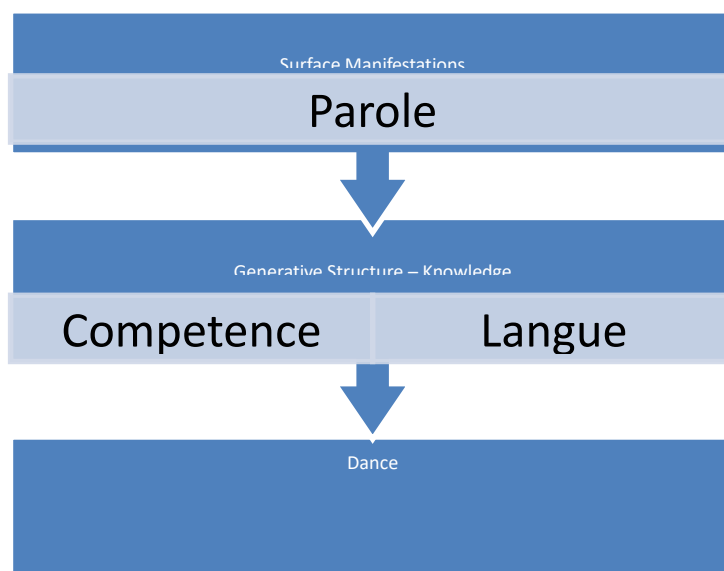 Surface Manifestations
Parole
Generative Structure – Knowledge
Competence
Langue
Dance